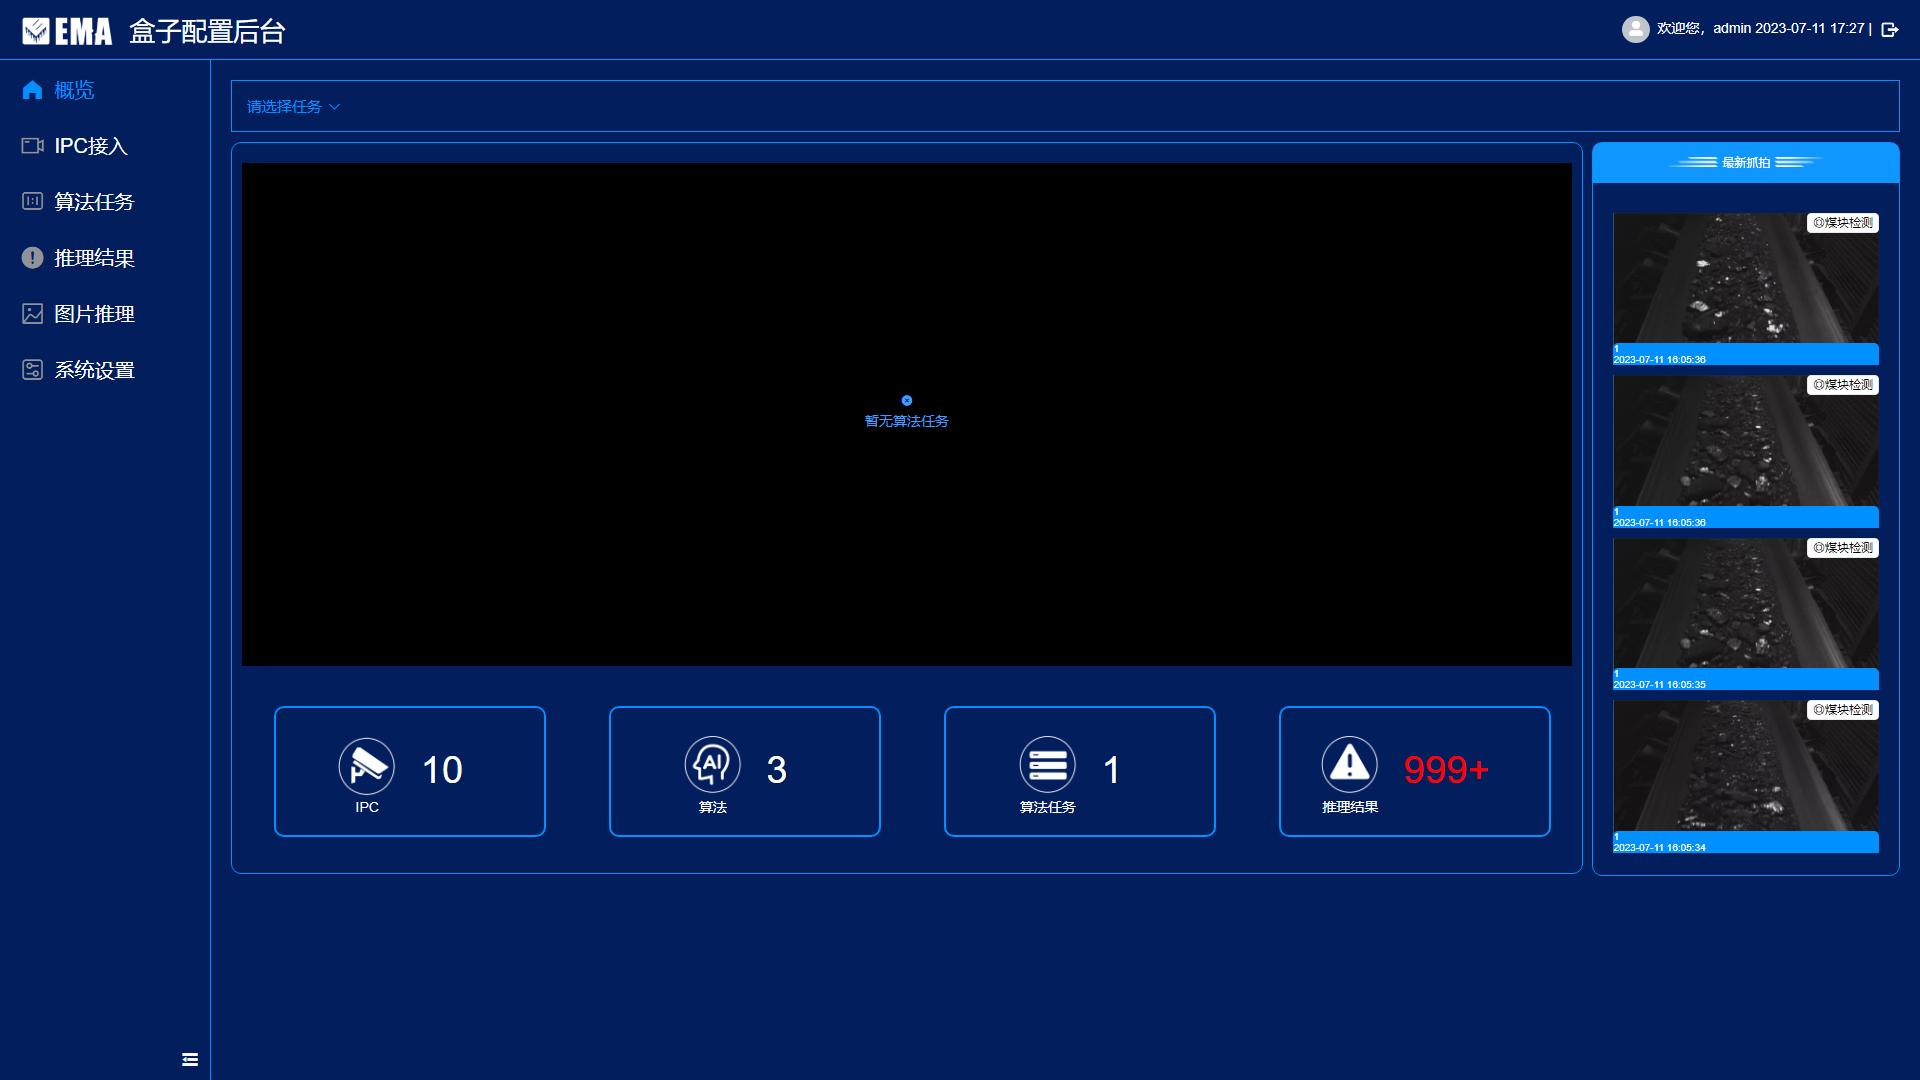 EMA 盒子配置后台
欢迎您，admin 2023-07-11 17:27 |
概览
IPC接入
算法任务
推理结果
图片推理
系统设置
请选择任务
暂无算法任务
10
IPC
AI
3
算法
1
算法任务
999+
推理结果
最新抓拍
◎煤块检测
1
2023-07-11 16:05:36
◎煤块检测
1
2023-07-11 16:05:36
◎煤块检测
1
2023-07-11 16:05:35
◎煤块检测
1
2023-07-11 16:05:34